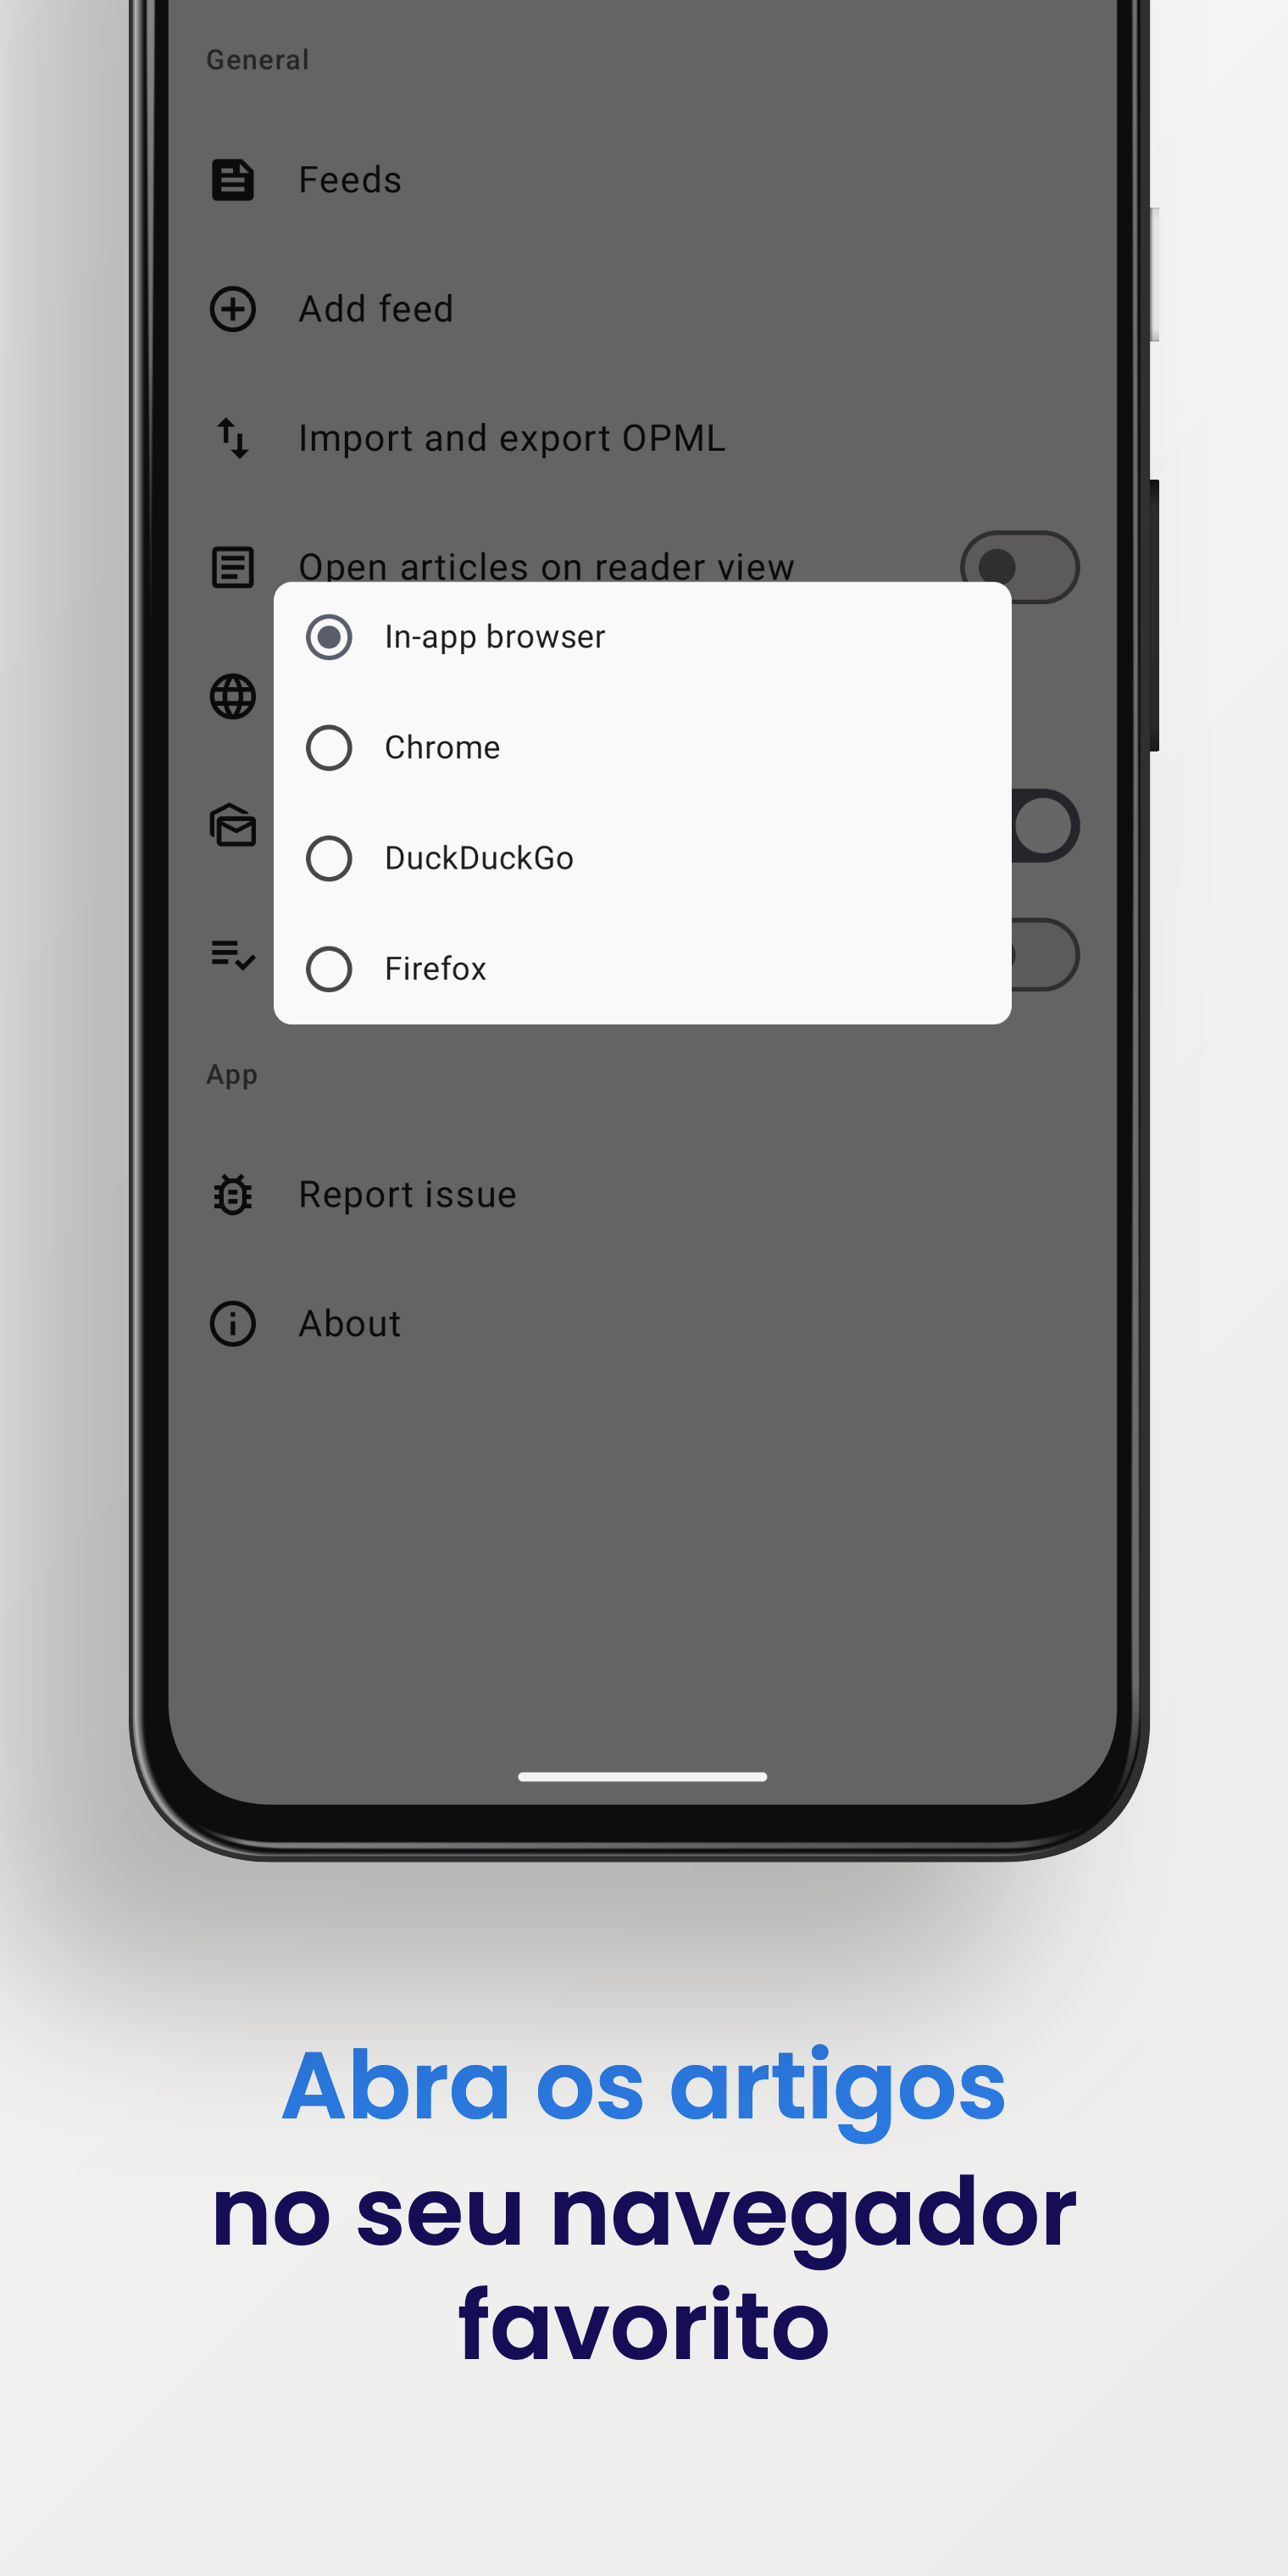 General
Feeds
Add feed
Import and export OPML
Open articles on reader view
In-app browser
Chrome
DuckDuckGo
Firefox
App
Report issue
About
Abra os artigos
no seu navegador
favorito